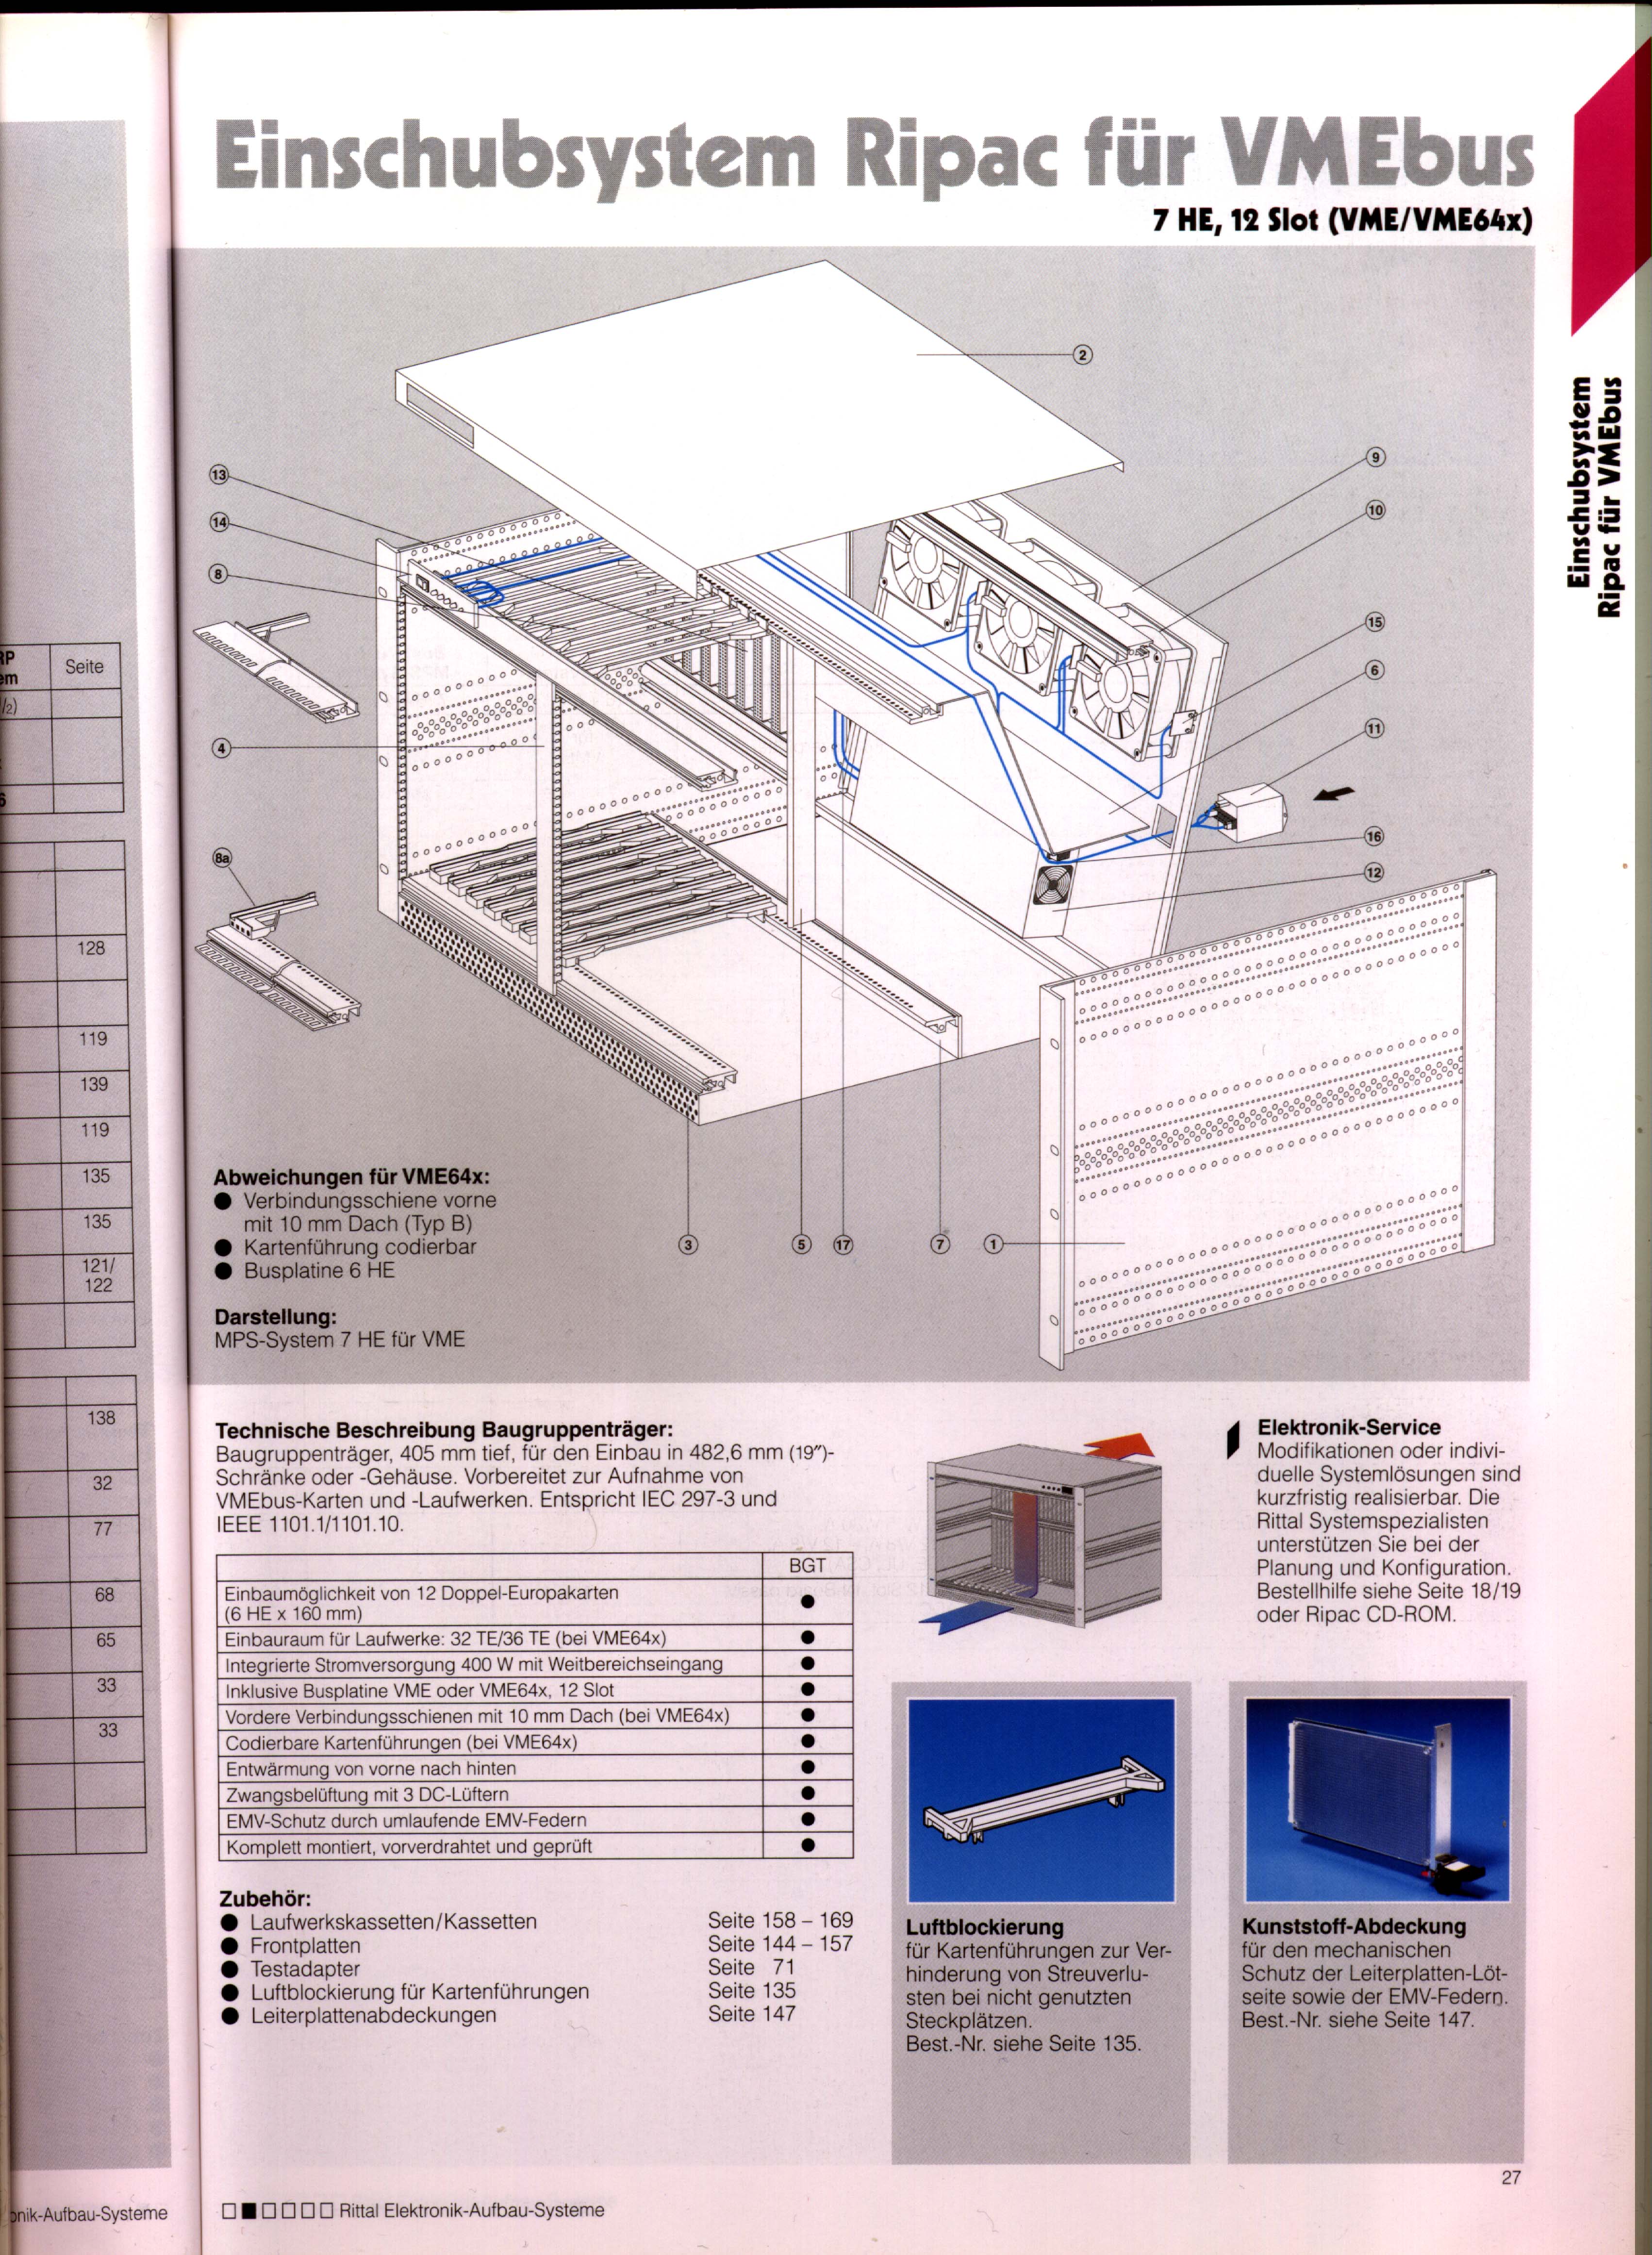 Einschubsystem Ripac für VMEbus
7 HE, 12 Slot (VME/VME64x)
Einschubsystem
Ripac für VMEbus
2
13
14
8
4
8a
9
10
15
6
11
16
12
3
5
17
7
1
Abweichungen für VME64x:
● Verbindungsschiene vorne
mit 10 mm Dach (Typ B)
● Kartenführung codierbar
● Busplatine 6 HE
Darstellung:
MPS-System 7 HE für VME
Technische Beschreibung Baugruppenträger:
Baugruppenträger, 405 mm tief, für den Einbau in 482,6 mm (19″)-
Schränke oder -Gehäuse. Vorbereitet zur Aufnahme von
VMEbus-Karten und -Laufwerken. Entspricht IEC 297-3 und
IEEE 1101.1/1101.10.
BGT
Einbaumöglichkeit von 12 Doppel-Europakarten
(6 HE x 160 mm) ●
Einbauraum für Laufwerke: 32 TE/36 TE (bei VME64x) ●
Integrierte Stromversorgung 400 W mit Weitbereichseingang ●
Inklusive Busplatine VME oder VME64x, 12 Slot ●
Vordere Verbindungsschienen mit 10 mm Dach (bei VME64x) ●
Codierbare Kartenführungen (bei VME64x) ●
Entwärmung von vorne nach hinten ●
Zwangsbelüftung mit 3 DC-Lüftern ●
EMV-Schutz durch umlaufende EMV-Federn ●
Komplett montiert, vorverdrahtet und geprüft ●
Zubehör:
● Laufwerkskassetten/Kassetten Seite 158 – 169
● Frontplatten Seite 144 – 157
● Testadapter Seite 71
● Luftblockierung für Kartenführungen Seite 135
● Leiterplattenabdeckungen Seite 147
Elektronik-Service
Modifikationen oder indivi-
duelle Systemlösungen sind
kurzfristig realisierbar. Die
Rittal Systemspezialisten
unterstützen Sie bei der
Planung und Konfiguration.
Bestellhilfe siehe Seite 18/19
oder Ripac CD-ROM.
Luftblockierung
für Kartenführungen zur Ver-
hinderung von Streuverlu-
sten bei nicht genutzten
Steckplätzen.
Best.-Nr. siehe Seite 135.
Kunststoff-Abdeckung
für den mechanischen
Schutz der Leiterplatten-Löt-
seite sowie der EMV-Federn.
Best.-Nr. siehe Seite 147.
27
Rittal Elektronik-Aufbau-Systeme
Seite
128
119
139
119
135
135
121/
122
138
32
77
68
65
33
33
nik-Aufbau-Systeme